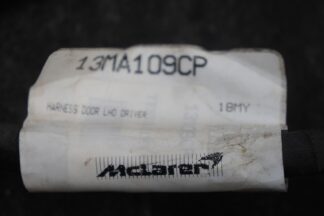 13MA109CP
HARNESS DOOR LHD DRIVER 18MY
McLaren